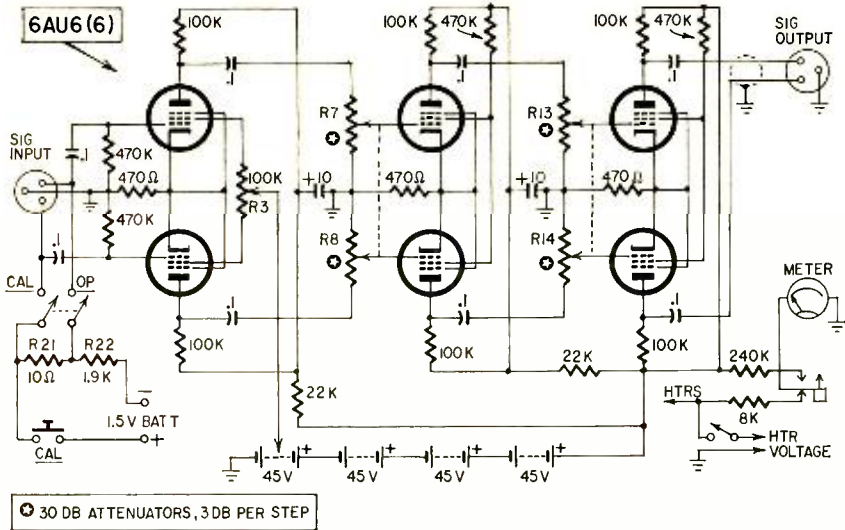 6AU6(6)
100K
100K
470K
100K
470K
SIG
OUTPUT
.1
.1
.1
SIG
INPUT
.1
470K
470Ω
470K
100K
R3
R7
+10
470Ω
R13
+10
470Ω
R8
R14
.1
CAL
OP
.1
.1
.1
METER
R21
10Ω
R22
1.9K
100K
100K
100K
22K
22K
240K
HTRS
8K
1.5V BATT
–
+
CAL
HTR
VOLTAGE
+
+
+
+
45V
45V
45V
45V
✪ 30 DB ATTENUATORS, 3 DB PER STEP